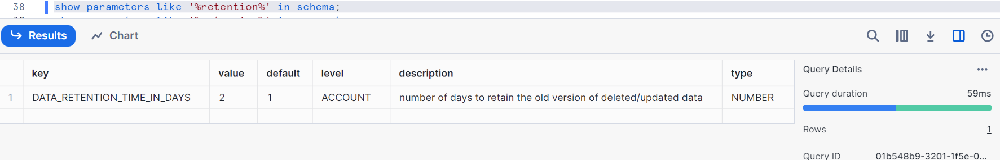 38 show parameters like '%retention%' in schema;
Results Chart
key value default level description type
1 DATA_RETENTION_TIME_IN_DAYS 2 1 ACCOUNT number of days to retain the old version of deleted/updated data NUMBER
Query Details ...
Query duration 59ms
Rows 1
Query ID 01b548b9-3201-1f5e-0...